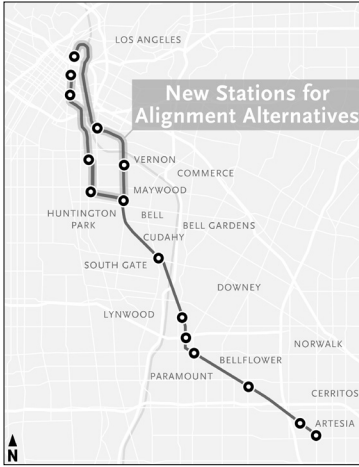 LOS ANGELES
New Stations for
Alignment Alternatives
VERNON
COMMERCE
MAYWOOD
HUNTINGTON
PARK
BELL
BELL GARDENS
CUDAHY
SOUTH GATE
DOWNEY
LYNWOOD
NORWALK
BELLFLOWER
PARAMOUNT
CERRITOS
ARTESIA
N